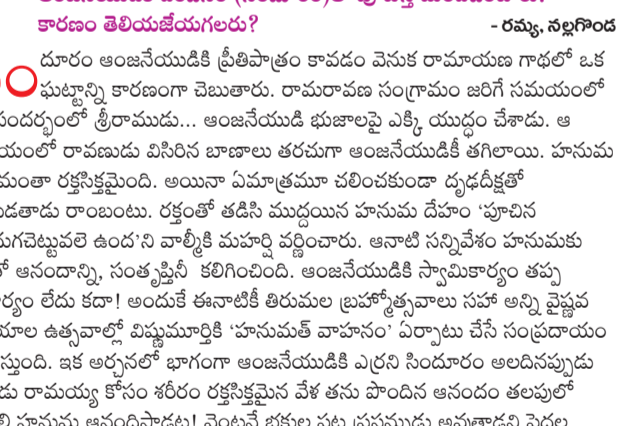 కారణం తెలియజేయగలరు? - రమ్య, నల్లగొండ
దూరం ఆంజనేయుడికి ప్రీతిపాత్రం కావడం వెనుక రామాయణ గాథలో ఒక
ఘట్టాన్ని కారణంగా చెబుతారు. రామరావణ సంగ్రామం జరిగే సమయంలో
సందర్భంలో శ్రీరాముడు... ఆంజనేయుడి భుజాలపై ఎక్కి యుద్ధం చేశాడు. ఆ
యంలో రావణుడు విసిరిన బాణాలు తరచుగా ఆంజనేయుడికీ తగిలాయి. హనుమ
మంతా రక్తసిక్తమైంది. అయినా ఏమాత్రమూ చలించకుండా దృఢదీక్షతో
డతాడు రాంబంటు. రక్తంతో తడిసి ముద్దయిన హనుమ దేహం ‘పూచిన
గచెట్టువలె ఉంద’ని వాల్మీకి మహర్షి వర్ణించారు. ఆనాటి సన్నివేశం హనుమకు
ఆనందాన్ని, సంతృప్తినీ కలిగించింది. ఆంజనేయుడికి స్వామికార్యం తప్ప
ర్యం లేదు కదా! అందుకే ఈనాటికీ తిరుమల బ్రహ్మోత్సవాలు సహా అన్ని వైష్ణవ
యాల ఉత్సవాల్లో విష్ణుమూర్తికి ‘హనుమత్ వాహనం’ ఏర్పాటు చేసే సంప్రదాయం
స్తుంది. ఇక అర్చనలో భాగంగా ఆంజనేయుడికి ఎర్రని సిందూరం అలదినప్పుడు
డు రామయ్య కోసం శరీరం రక్తసిక్తమైన వేళ తను పొందిన ఆనందం తలపులో